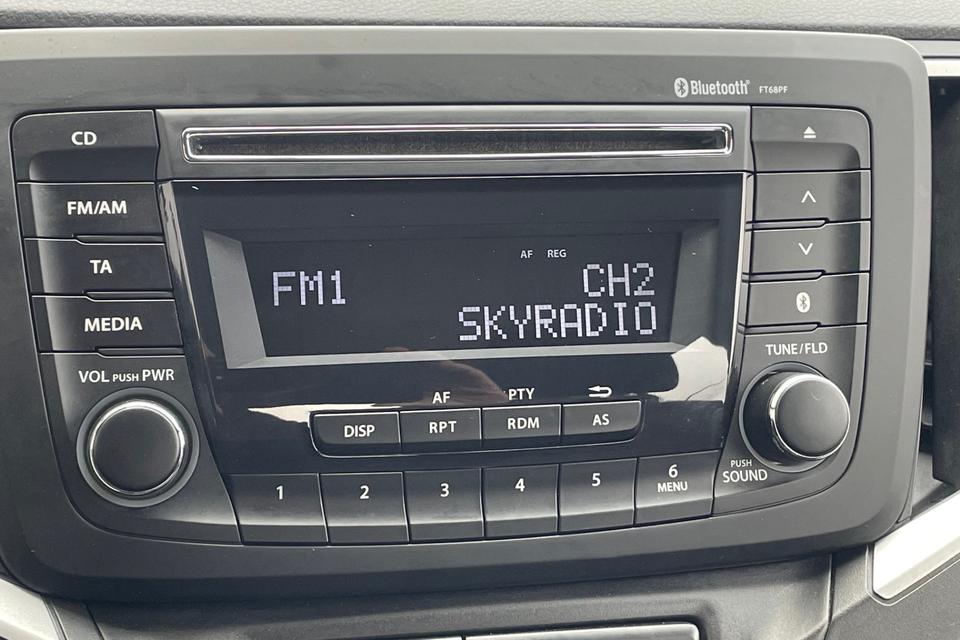 Bluetooth® FT68PF
CD
FM/AM
TA
MEDIA
VOL PUSH PWR
AF REG
FM1 CH2
SKYRADIO
TUNE/FLD
AF PTY
DISP RPT RDM AS
PUSH
SOUND
1 2 3 4 5 6
MENU